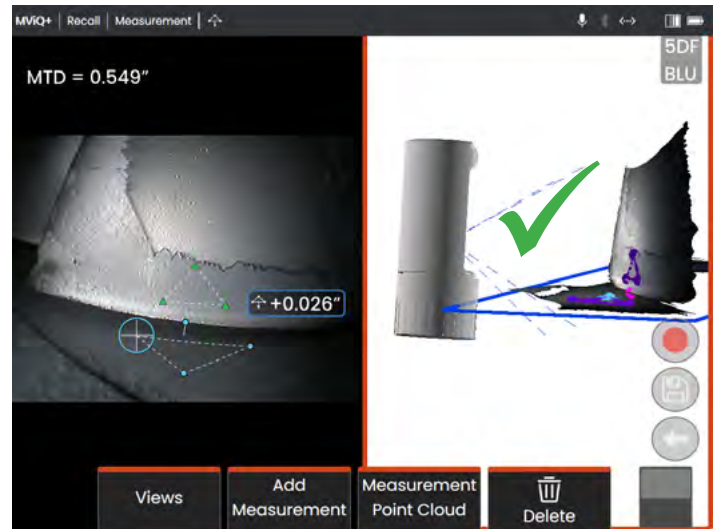 MViQ+ | Recall | Measurement |
5DF
BLU
MTD = 0.549"
+0.026"
Views
Add
Measurement
Measurement
Point Cloud
Delete